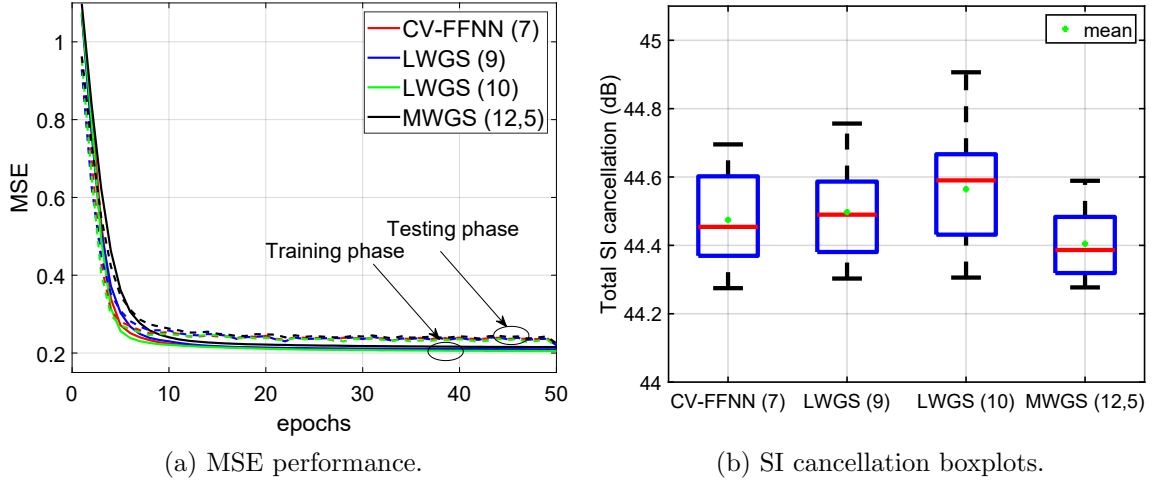 1
0.8
0.6
0.4
0.2
MSE
0
10
20
30
40
50
epochs
CV-FFNN (7)
LWGS (9)
LWGS (10)
MWGS (12,5)
Testing phase
Training phase
(a) MSE performance.
45
44.8
44.6
44.4
44.2
44
Total SI cancellation (dB)
mean
CV-FFNN (7)
LWGS (9)
LWGS (10)
MWGS (12,5)
(b) SI cancellation boxplots.